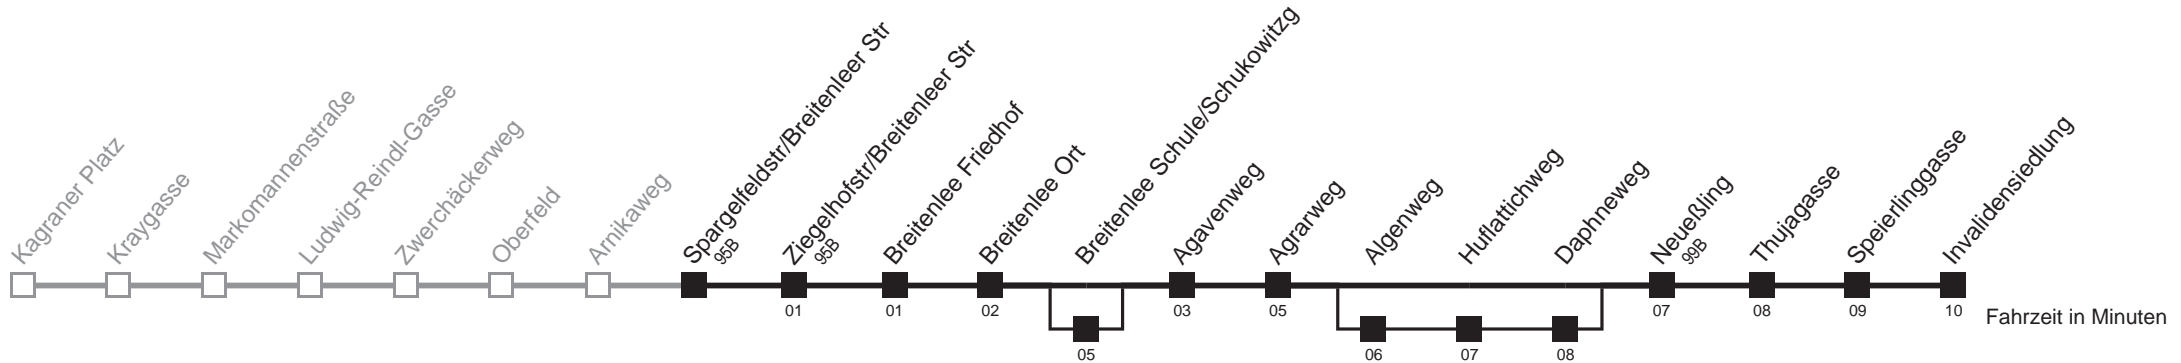 Kagraner Platz
Kraygasse
Markomannenstraße
Ludwig-Reindl-Gasse
Zwerchäckerweg
Oberfeld
Arnikaweg
Spargelfeldstr/Breitenleer Str
95B
Ziegelhofstr/Breitenleer Str
95B
Breitenlee Friedhof
Breitenlee Ort
Breitenlee Schule/Schukowitzg
Agavenweg
Agrarweg
Algenweg
Huflattichweg
Daphneweg
Neueßling
99B
Thujagasse
Speierlinggasse
Invalidensiedlung
01
01
02
05
03
05
06
07
08
07
08
09
10
Fahrzeit in Minuten